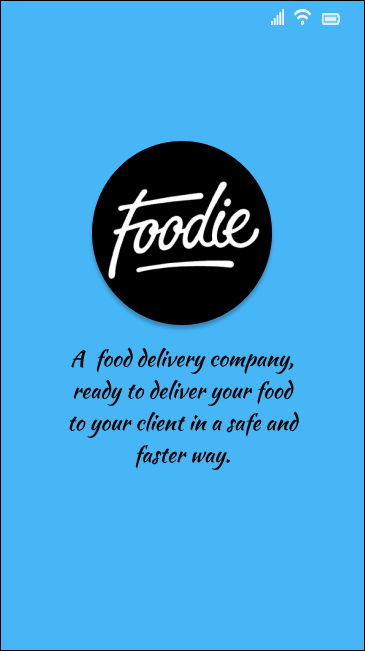 Foodie
A food delivery company,
ready to deliver your food
to your client in a safe and
faster way.